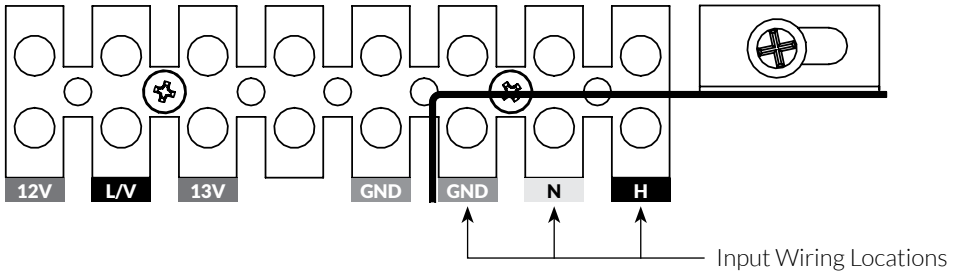 12V L/V 13V GND GND N H
Input Wiring Locations